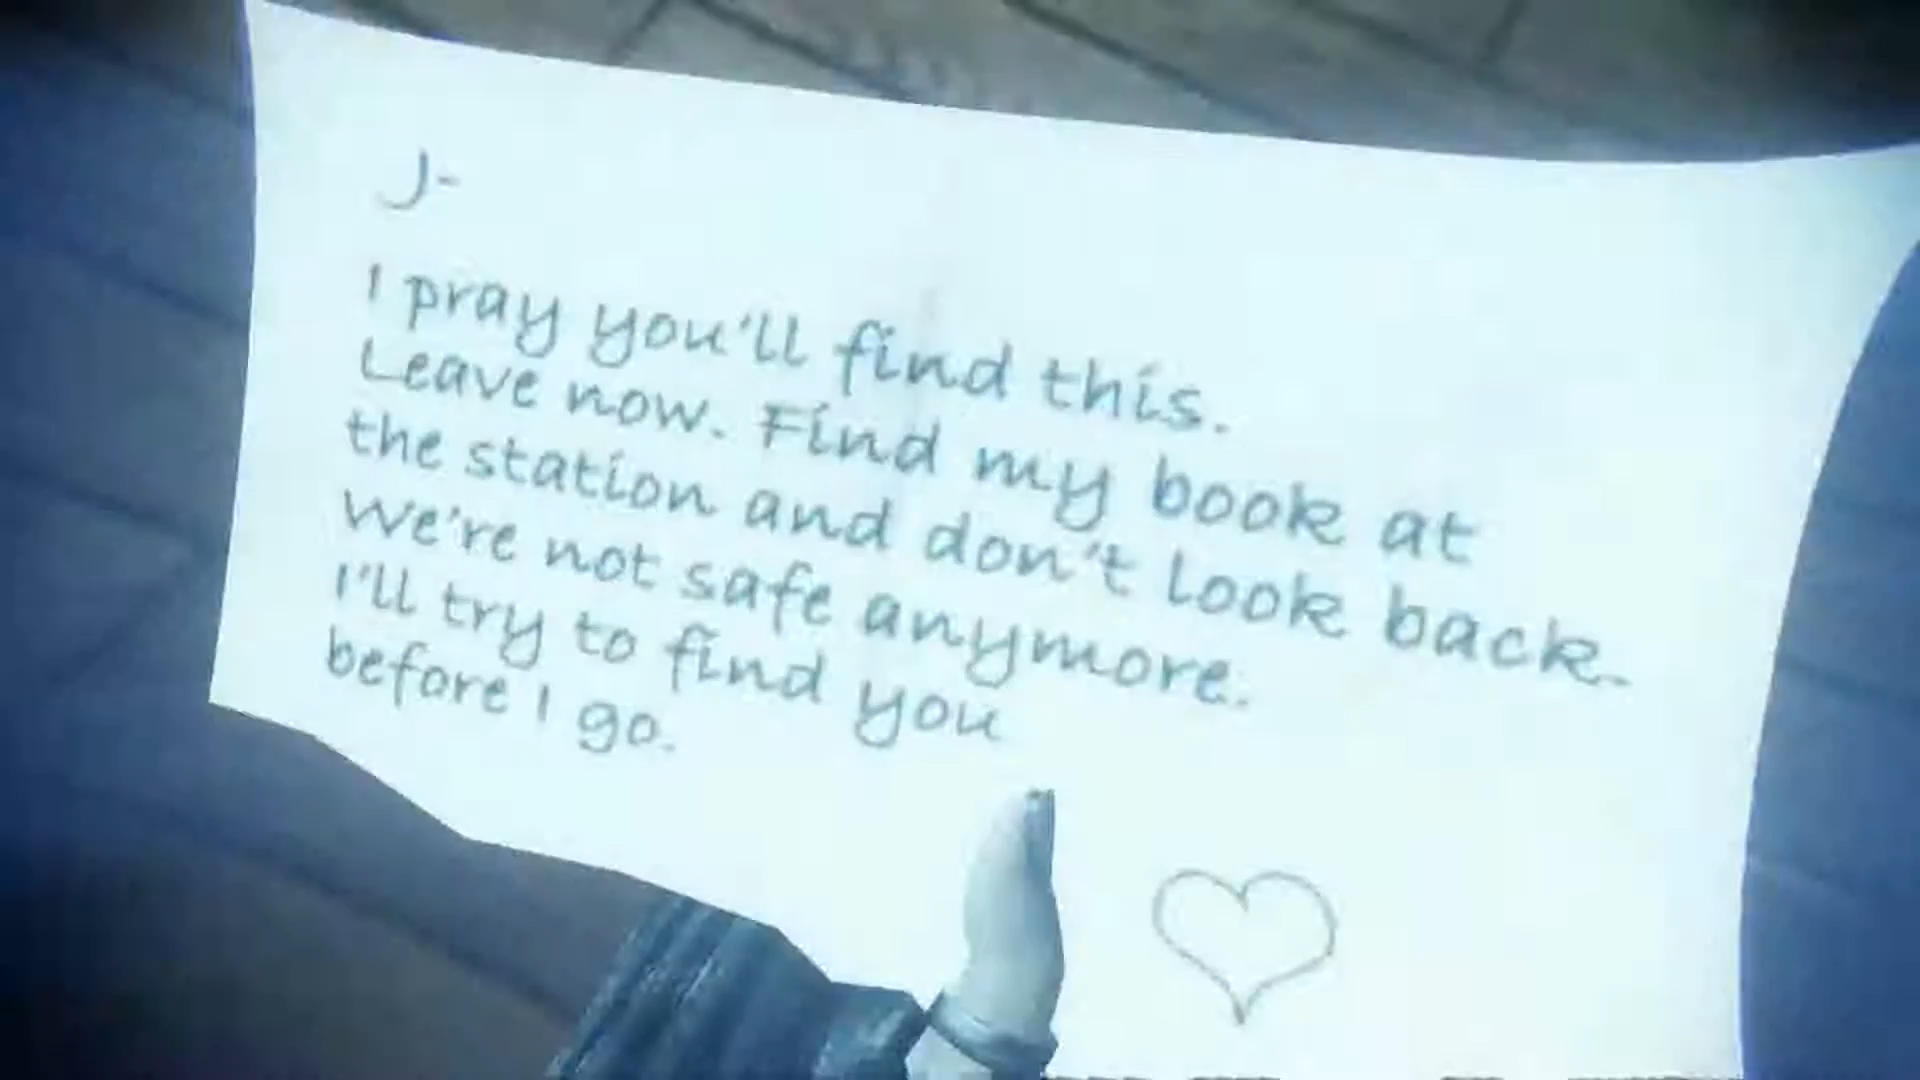 J-
I pray you'll find this.
Leave now. Find my book at
the station and don't look back.
We're not safe anymore.
I'll try to find you
before I go.